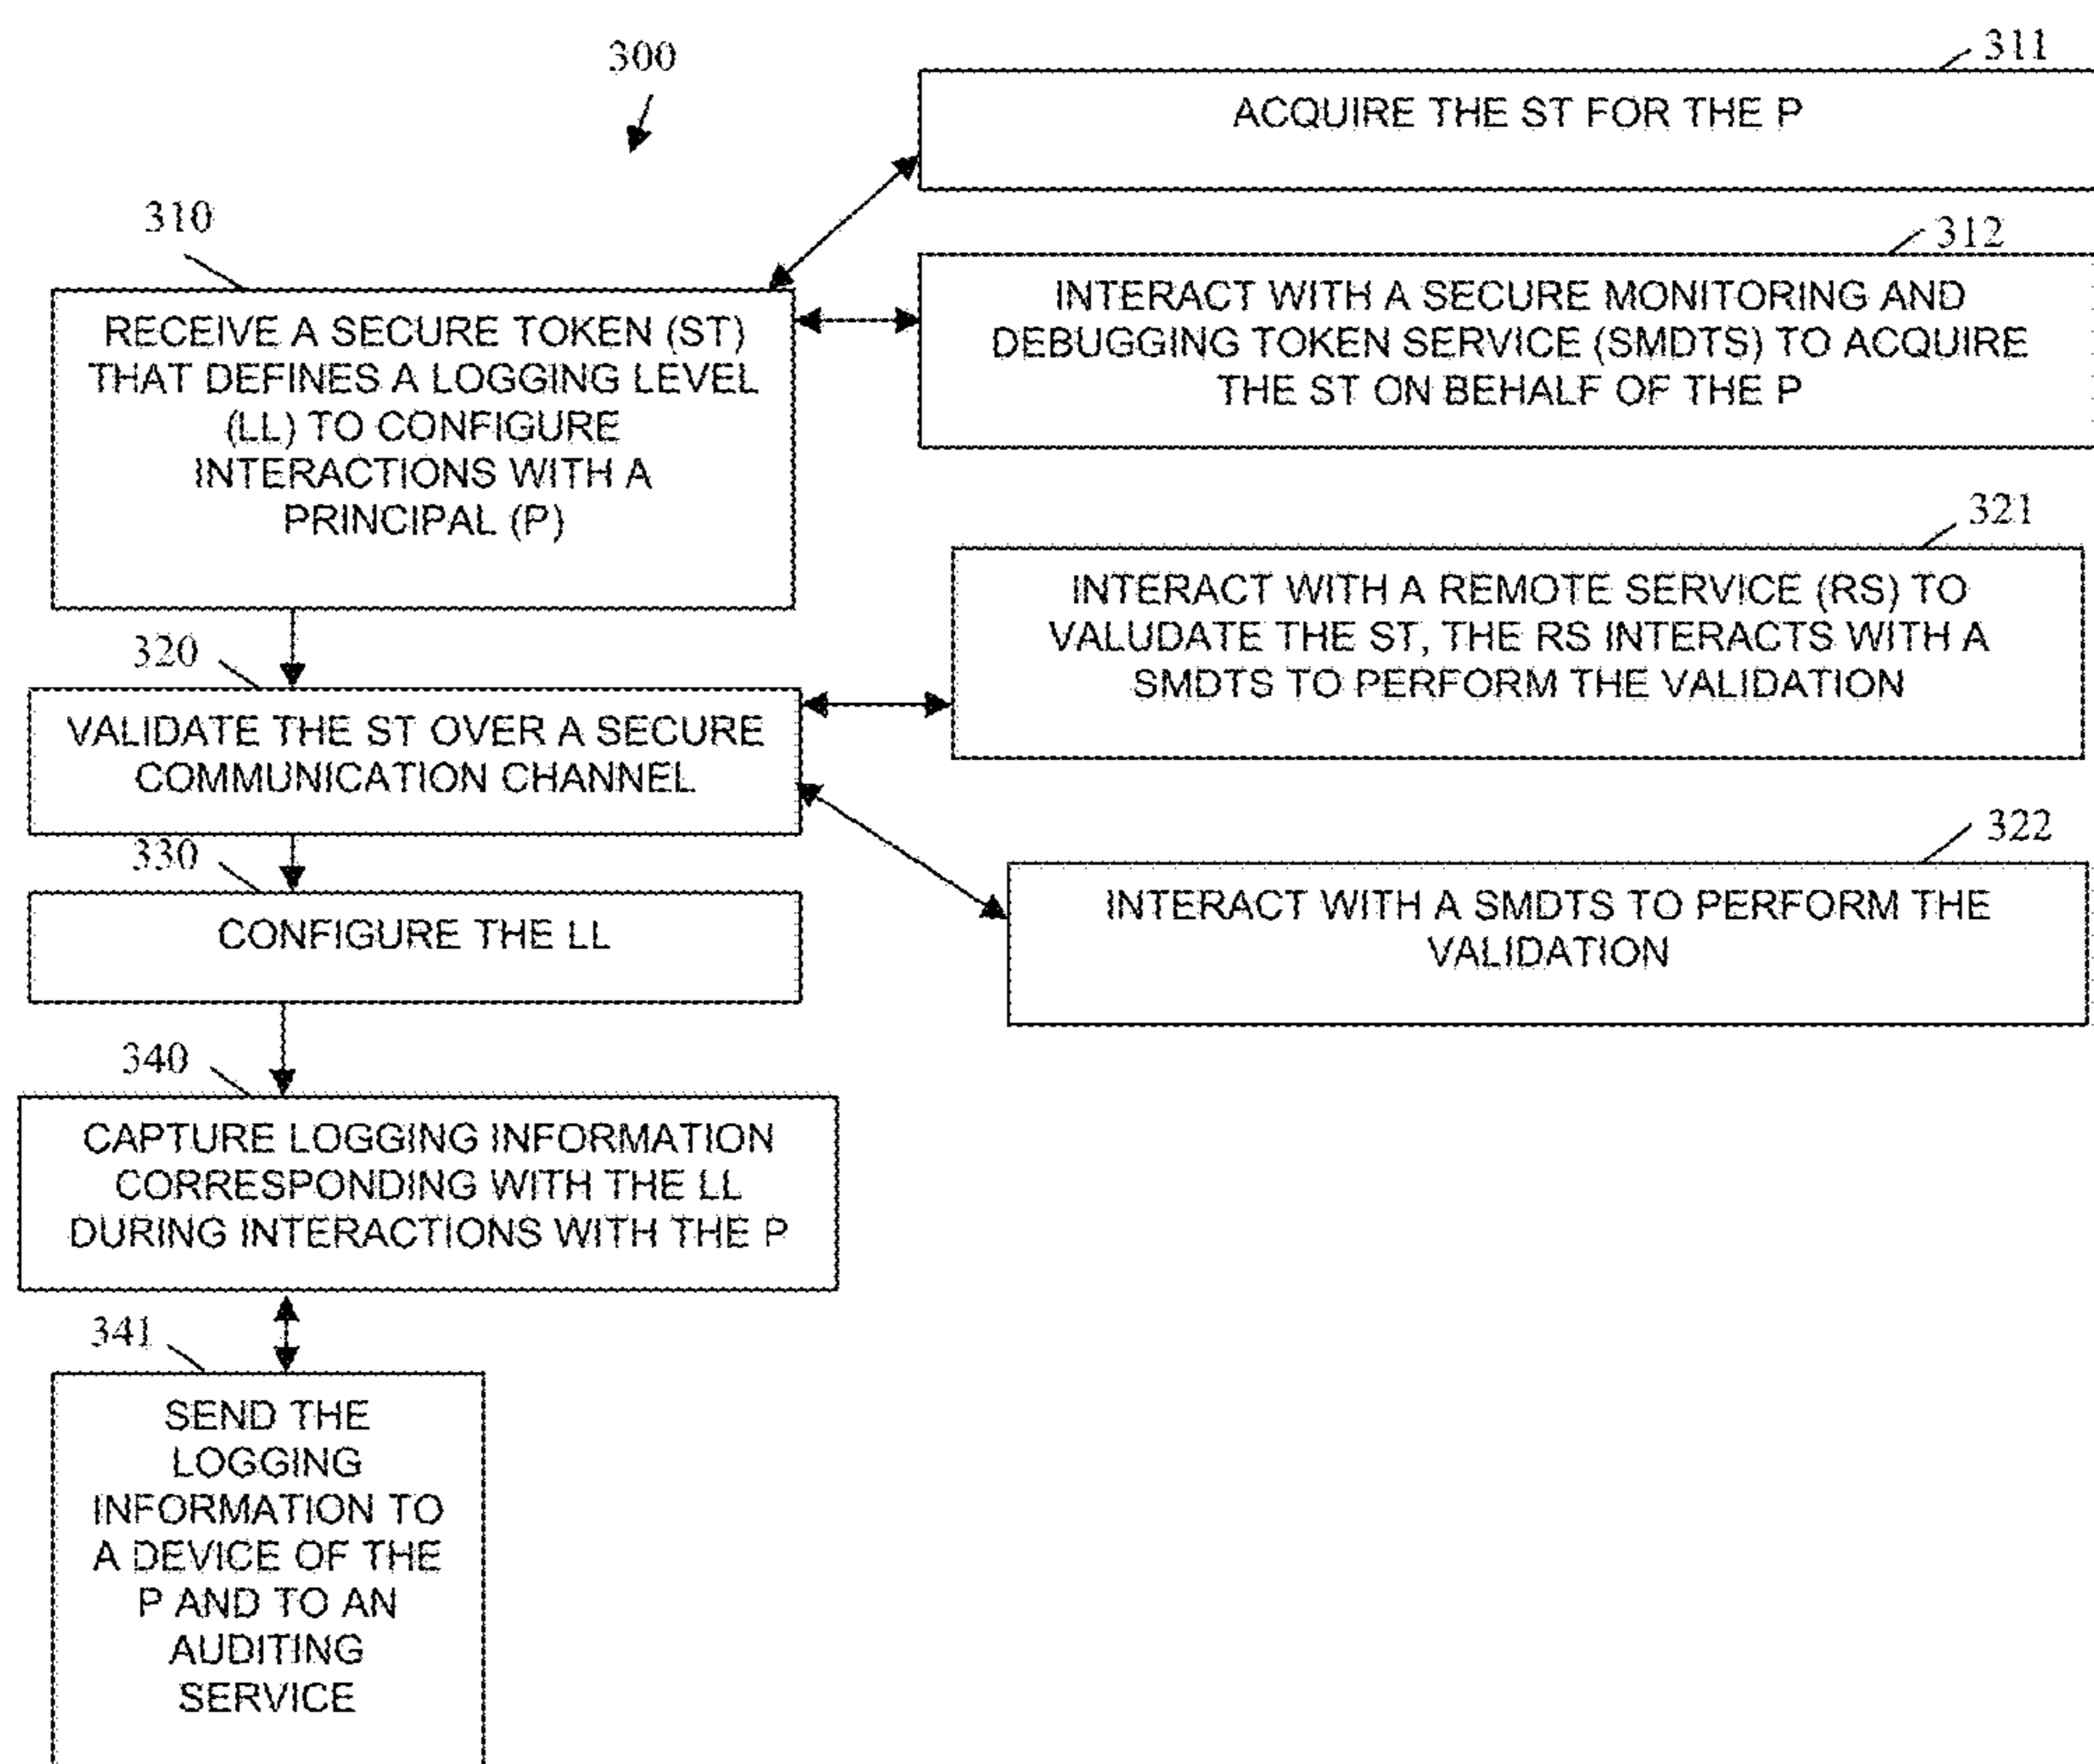 300
311
ACQUIRE THE ST FOR THE P
310
312
RECEIVE A SECURE TOKEN (ST)
THAT DEFINES A LOGGING LEVEL
(LL) TO CONFIGURE
INTERACTIONS WITH A
PRINCIPAL (P)
INTERACT WITH A SECURE MONITORING AND
DEBUGGING TOKEN SERVICE (SMDTS) TO ACQUIRE
THE ST ON BEHALF OF THE P
321
INTERACT WITH A REMOTE SERVICE (RS) TO
VALUDATE THE ST, THE RS INTERACTS WITH A
SMDTS TO PERFORM THE VALIDATION
320
VALIDATE THE ST OVER A SECURE
COMMUNICATION CHANNEL
322
INTERACT WITH A SMDTS TO PERFORM THE
VALIDATION
330
CONFIGURE THE LL
340
CAPTURE LOGGING INFORMATION
CORRESPONDING WITH THE LL
DURING INTERACTIONS WITH THE P
341
SEND THE
LOGGING
INFORMATION TO
A DEVICE OF THE
P AND TO AN
AUDITING
SERVICE